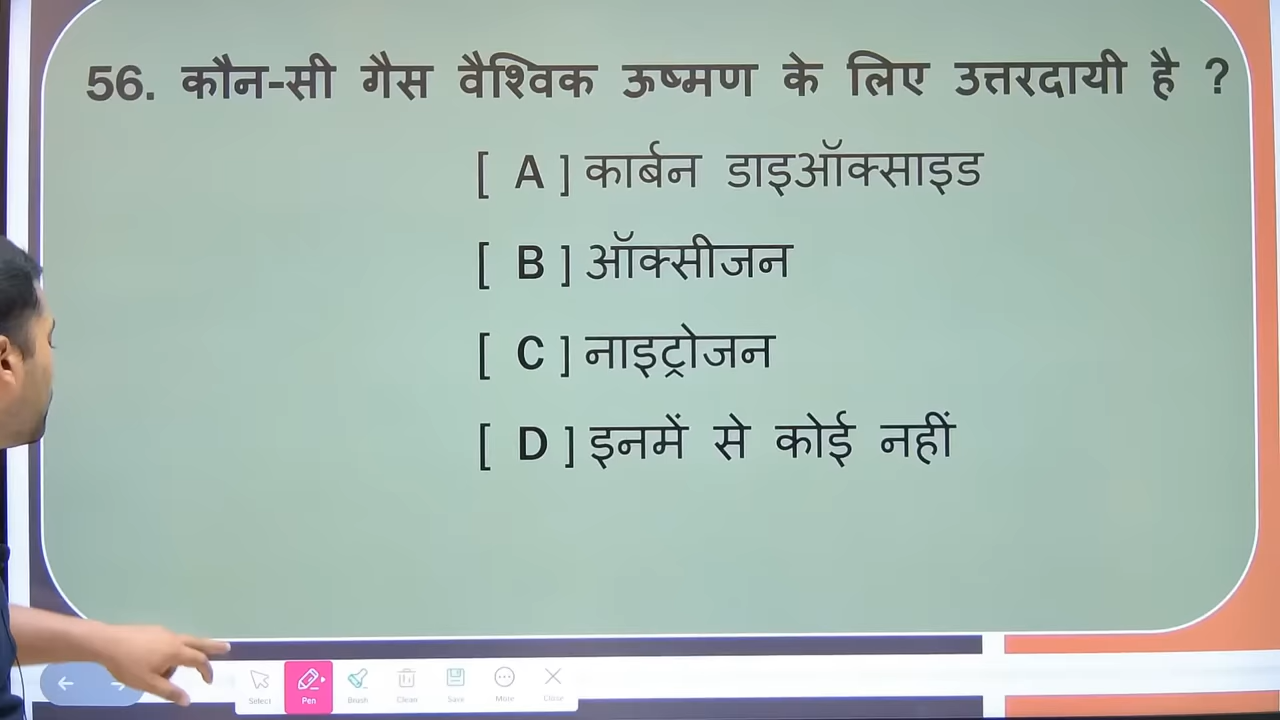 56. कौन-सी गैस वैश्विक ऊष्मण के लिए उत्तरदायी है ?
[ A ] कार्बन डाइऑक्साइड
[ B ] ऑक्सीजन
[ C ] नाइट्रोजन
[ D ] इनमें से कोई नहीं
Select Pen Brush Clean Save More Close